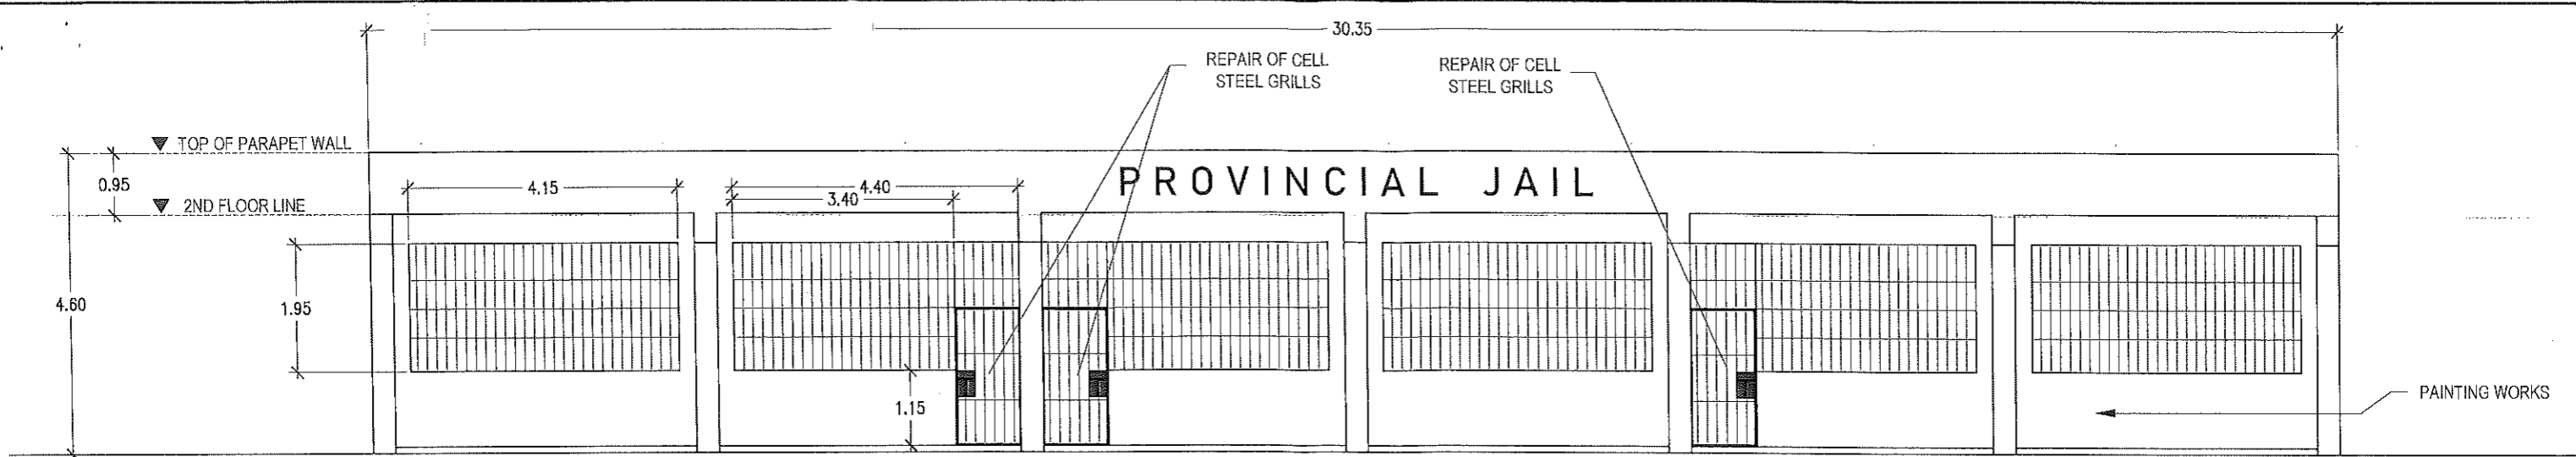 30.35
REPAIR OF CELL
STEEL GRILLS
REPAIR OF CELL
STEEL GRILLS
TOP OF PARAPET WALL
0.95
4.15
4.40
3.40
PROVINCIAL JAIL
2ND FLOOR LINE
4.60
1.95
1.15
PAINTING WORKS